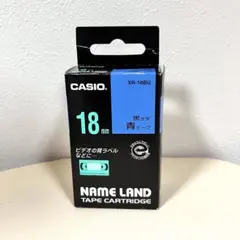 XR-18BU
CASIO
18mm
黒文字
青テープ
ビデオの背ラベル
などに…
NAME LAND
TAPE CARTRIDGE